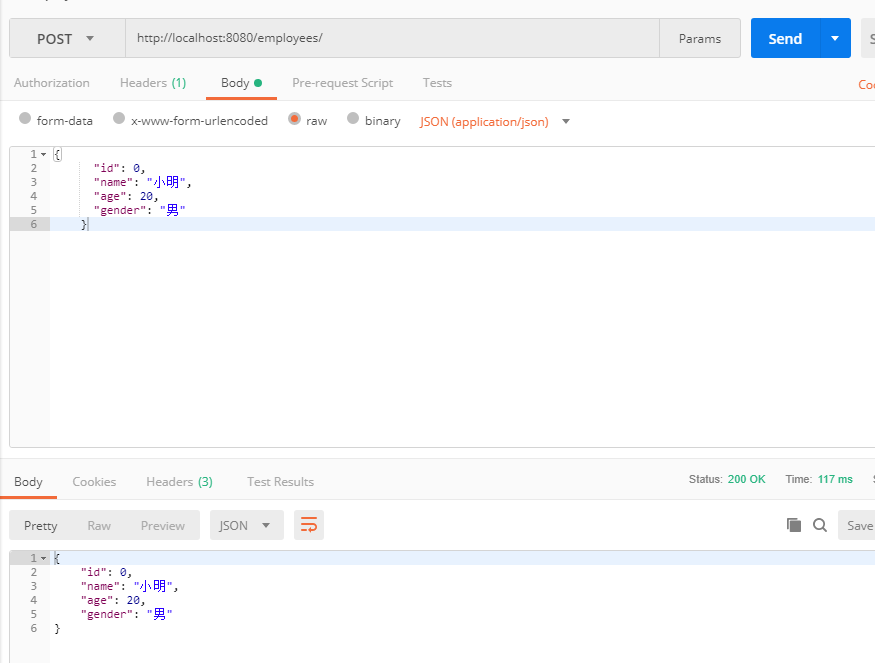 POST http://localhost:8080/employees/ Params Send
Authorization Headers (1) Body Pre-request Script Tests
form-data x-www-form-urlencoded raw binary JSON (application/json)
1 {
2 "id": 0,
3 "name": "小明",
4 "age": 20,
5 "gender": "男"
6 }
Body Cookies Headers (3) Test Results Status: 200 OK Time: 117 ms
Pretty Raw Preview JSON Save
1 {
2 "id": 0,
3 "name": "小明",
4 "age": 20,
5 "gender": "男"
6 }